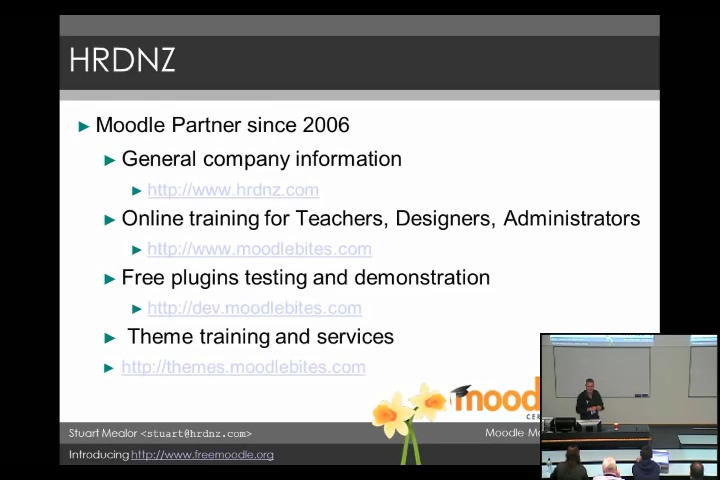 HRDNZ
Moodle Partner since 2006
General company information
http://www.hrdnz.com
Online training for Teachers, Designers, Administrators
http://www.moodlebites.com
Free plugins testing and demonstration
http://dev.moodlebites.com
Theme training and services
http://themes.moodlebites.com
Stuart Mealor <stuart@hrdnz.com>
Moodle
Introducing http://www.freemoodle.org